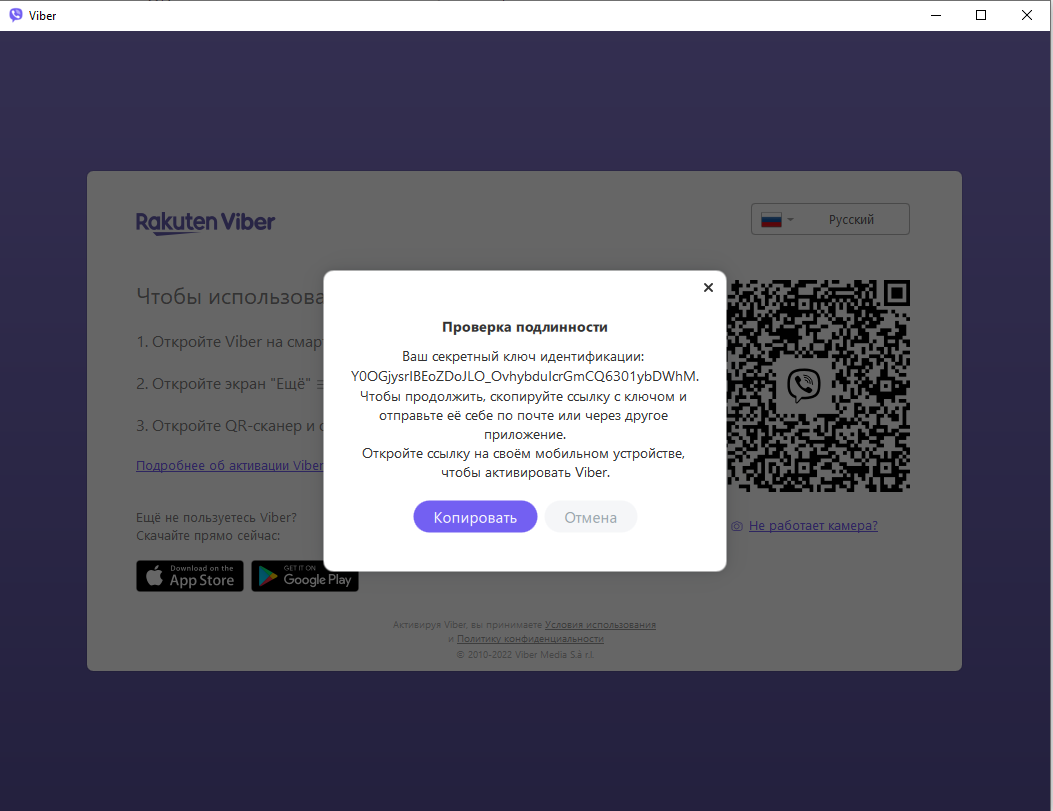 Viber
Rakuten Viber
Русский
Чтобы использова
1. Откройте Viber на смар
2. Откройте экран "Ещё"
3. Откройте QR-сканер и
Подробнее об активации Viber
Ещё не пользуетесь Viber?
Скачайте прямо сейчас:
Download on the
App Store
GET IT ON
Google Play
Проверка подлинности
Ваш секретный ключ идентификации:
Y0OGjysrIBEoZDoJLO_OvhybduIcrGmCQ6301ybDWhM.
Чтобы продолжить, скопируйте ссылку с ключом и
отправьте её себе по почте или через другое
приложение.
Откройте ссылку на своём мобильном устройстве,
чтобы активировать Viber.
Копировать
Отмена
Не работает камера?
Активируя Viber, вы принимаете Условия использования
и Политику конфиденциальности
© 2010-2022 Viber Media S.à r.l.